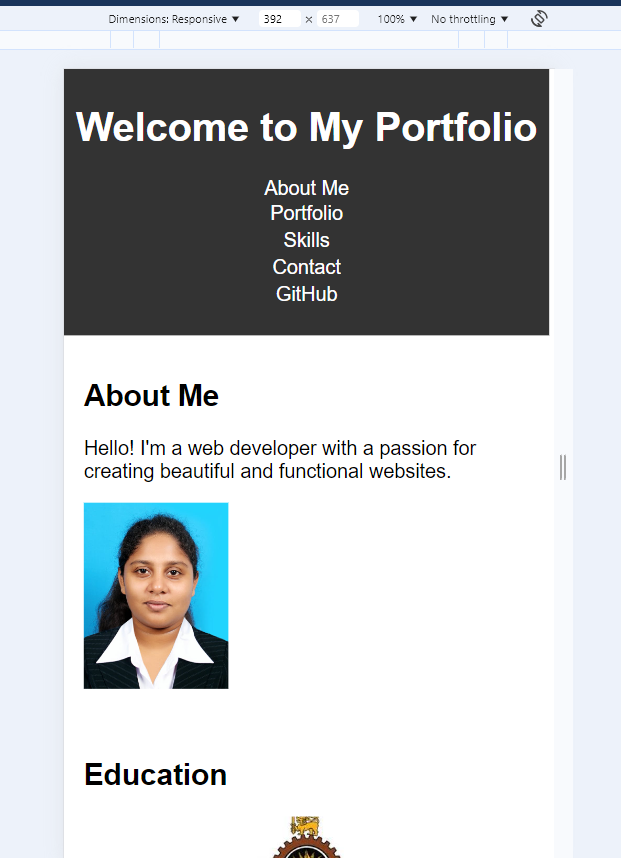 Dimensions: Responsive ▼ 392 × 637 100% ▼ No throttling ▼
Welcome to My Portfolio
About Me
Portfolio
Skills
Contact
GitHub
About Me
Hello! I'm a web developer with a passion for
creating beautiful and functional websites.
Education